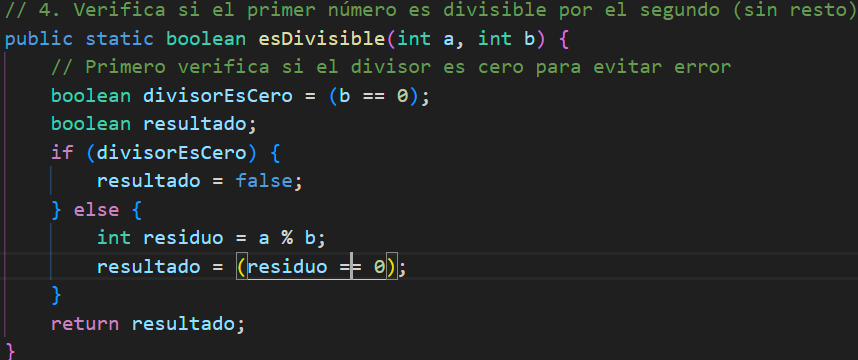 // 4. Verifica si el primer número es divisible por el segundo (sin resto)
public static boolean esDivisible(int a, int b) {
    // Primero verifica si el divisor es cero para evitar error
    boolean divisorEsCero = (b == 0);
    boolean resultado;
    if (divisorEsCero) {
        resultado = false;
    } else {
        int residuo = a % b;
        resultado = (residuo == 0);
    }
    return resultado;
}